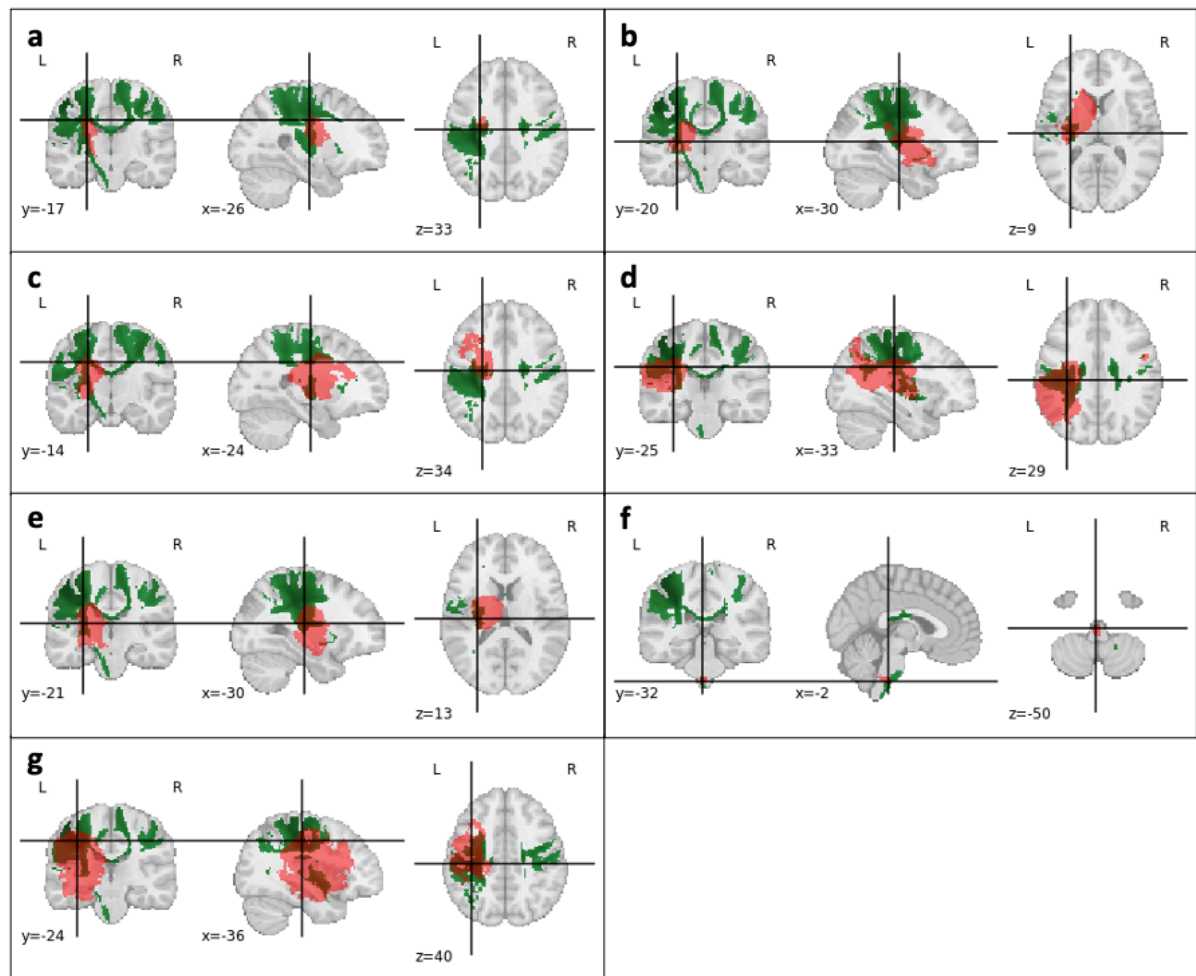 a
L R
y=-17 x=-26 z=33
b
L R
L R
y=-20 x=-30 z=9
c
L R
L R
y=-14 x=-24 z=34
d
L R
L R
y=-25 x=-33 z=29
e
L R
L R
y=-21 x=-30 z=13
f
L R
L R
y=-32 x=-2 z=-50
g
L R
L R
y=-24 x=-36 z=40